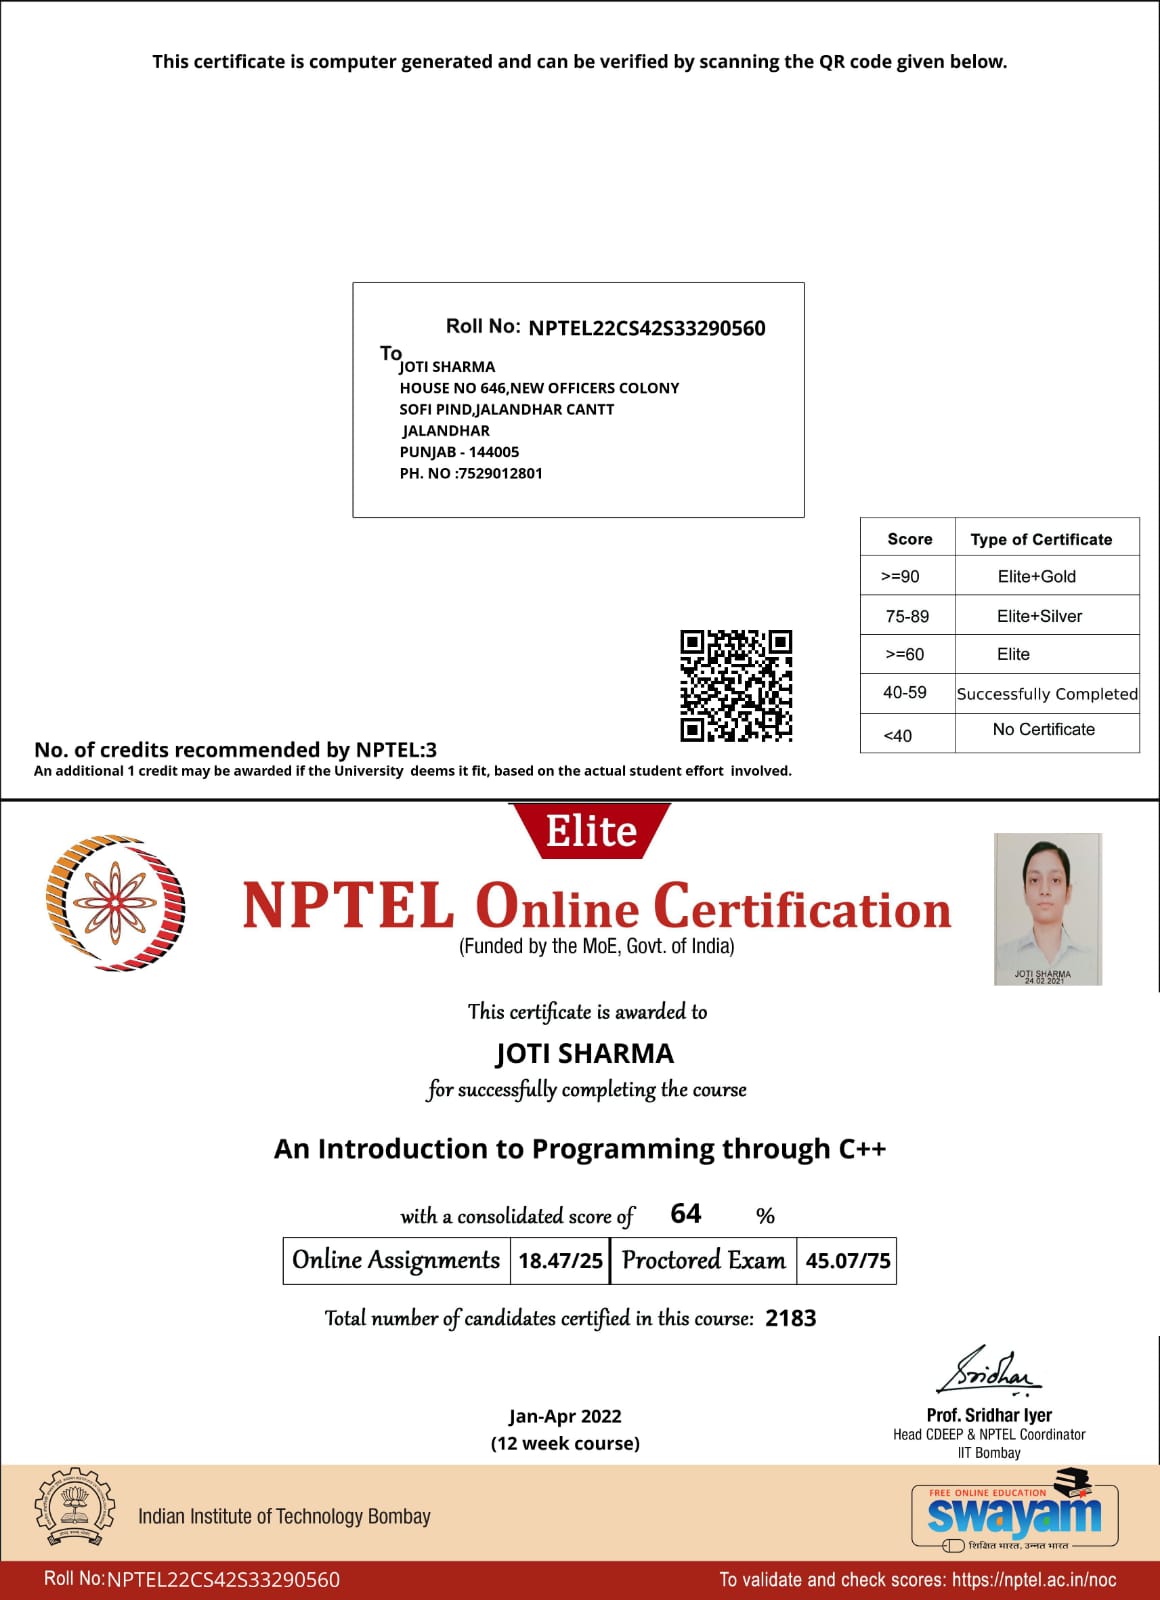 This certificate is computer generated and can be verified by scanning the QR code given below.
Roll No: NPTEL22CS42S33290560
To
JOTI SHARMA
HOUSE NO 646,NEW OFFICERS COLONY
SOFI PIND,JALANDHAR CANTT
JALANDHAR
PUNJAB - 144005
PH. NO :7529012801
Score Type of Certificate
>=90 Elite+Gold
75-89 Elite+Silver
>=60 Elite
40-59 Successfully Completed
<40 No Certificate
No. of credits recommended by NPTEL:3
An additional 1 credit may be awarded if the University deems it fit, based on the actual student effort involved.
Elite
NPTEL Online Certification
(Funded by the MoE, Govt. of India)
JOTI SHARMA
24.02.2021
This certificate is awarded to
JOTI SHARMA
for successfully completing the course
An Introduction to Programming through C++
with a consolidated score of 64 %
Online Assignments 18.47/25 Proctored Exam 45.07/75
Total number of candidates certified in this course: 2183
Sridhar
Jan-Apr 2022
(12 week course)
Prof. Sridhar Iyer
Head CDEEP & NPTEL Coordinator
IIT Bombay
Indian Institute of Technology Bombay
FREE ONLINE EDUCATION
swayam
शिक्षित भारत, उन्नत भारत
Roll No:NPTEL22CS42S33290560
To validate and check scores: https://nptel.ac.in/noc